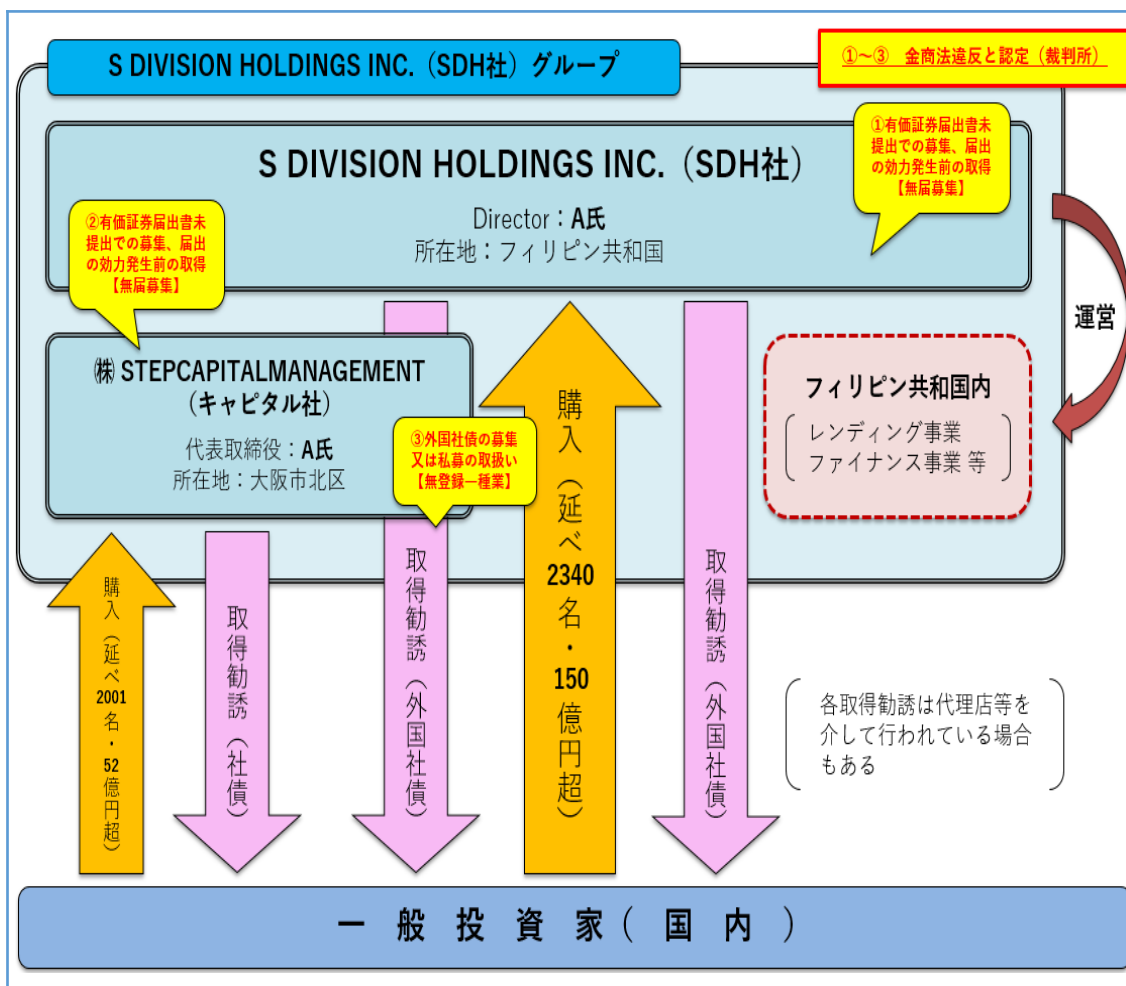 S DIVISION HOLDINGS INC.（SDH社）グループ
①～③　金商法違反と認定（裁判所）
S DIVISION HOLDINGS INC.（SDH社）
Director：A氏
所在地：フィリピン共和国
①有価証券届出書未
提出での募集、届出
の効力発生前の取得
【無届募集】
②有価証券届出書未
提出での募集、届出
の効力発生前の取得
【無届募集】
㈱ STEPCAPITALMANAGEMENT
（キャピタル社）
代表取締役：A氏
所在地：大阪市北区
③外国社債の募集
又は私募の取扱い
【無登録一種業】
運営
フィリピン共和国内
レンディング事業
ファイナンス事業 等
購入（延べ2001名・52億円超）
取得勧誘（社債）
取得勧誘（外国社債）
購入（延べ2340名・150億円超）
取得勧誘（外国社債）
各取得勧誘は代理店等を
介して行われている場合
もある
一 般 投 資 家（ 国 内 ）